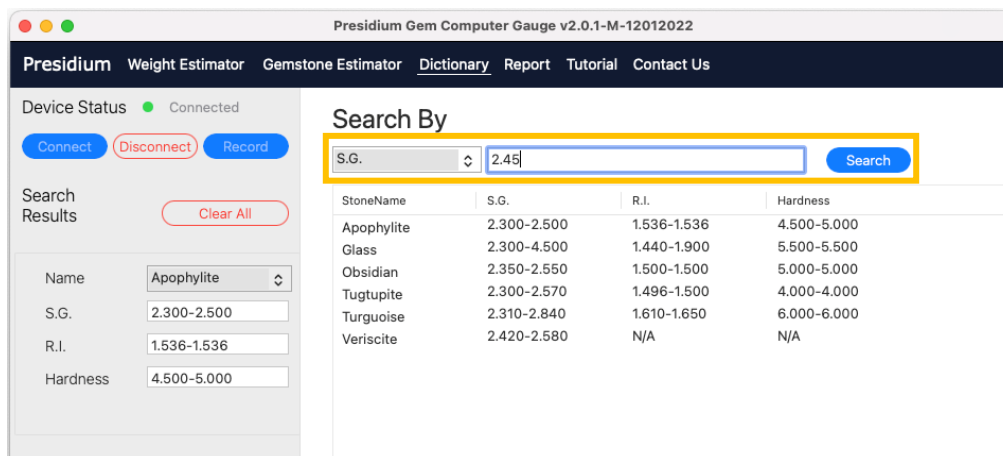 Presidium Gem Computer Gauge v2.0.1-M-12012022
Presidium Weight Estimator Gemstone Estimator Dictionary Report Tutorial Contact Us
Device Status Connected
Connect Disconnect Record
Search Results
Clear All
Name Apophylite
S.G. 2.300-2.500
R.I. 1.536-1.536
Hardness 4.500-5.000
Search By
S.G. 2.45 Search
StoneName S.G. R.I. Hardness
Apophylite 2.300-2.500 1.536-1.536 4.500-5.000
Glass 2.300-4.500 1.440-1.900 5.500-5.500
Obsidian 2.350-2.550 1.500-1.500 5.000-5.000
Tugtupite 2.300-2.570 1.496-1.500 4.000-4.000
Turguoise 2.310-2.840 1.610-1.650 6.000-6.000
Veriscite 2.420-2.580 N/A N/A